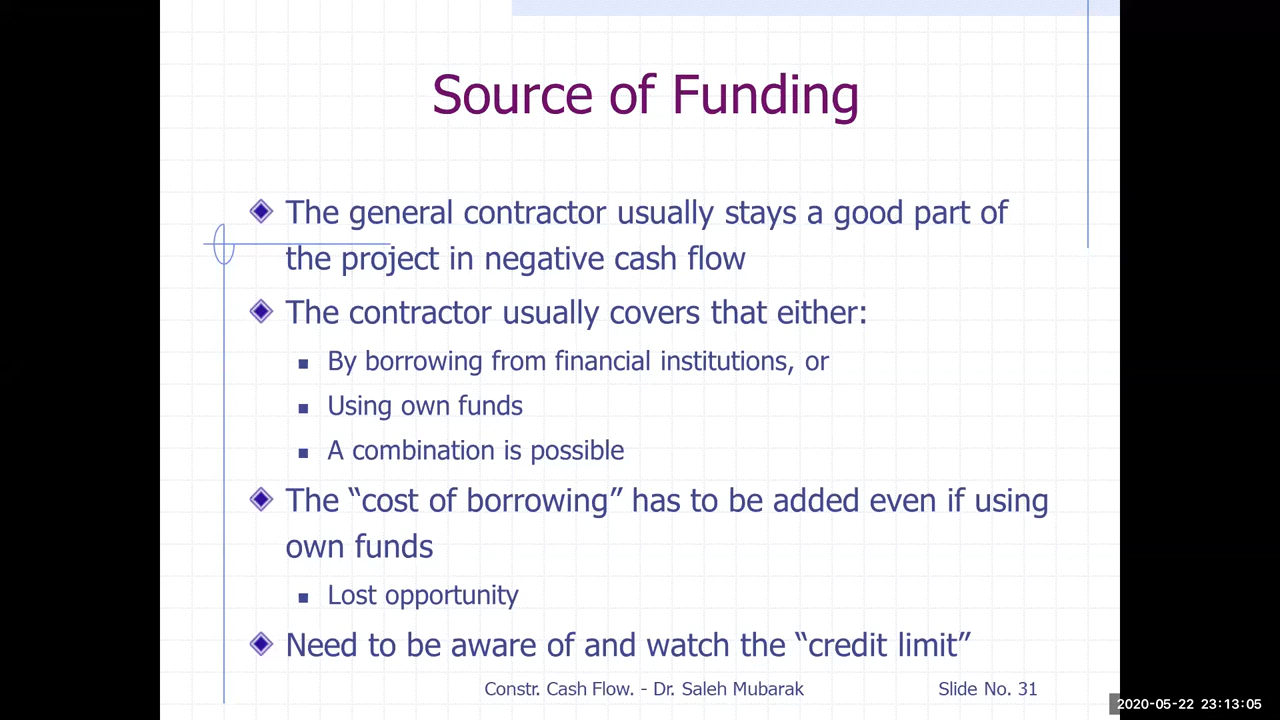 Source of Funding
The general contractor usually stays a good part of
the project in negative cash flow
The contractor usually covers that either:
By borrowing from financial institutions, or
Using own funds
A combination is possible
The “cost of borrowing” has to be added even if using
own funds
Lost opportunity
Need to be aware of and watch the “credit limit”
Constr. Cash Flow. - Dr. Saleh Mubarak
Slide No. 31
2020-05-22 23:13:05